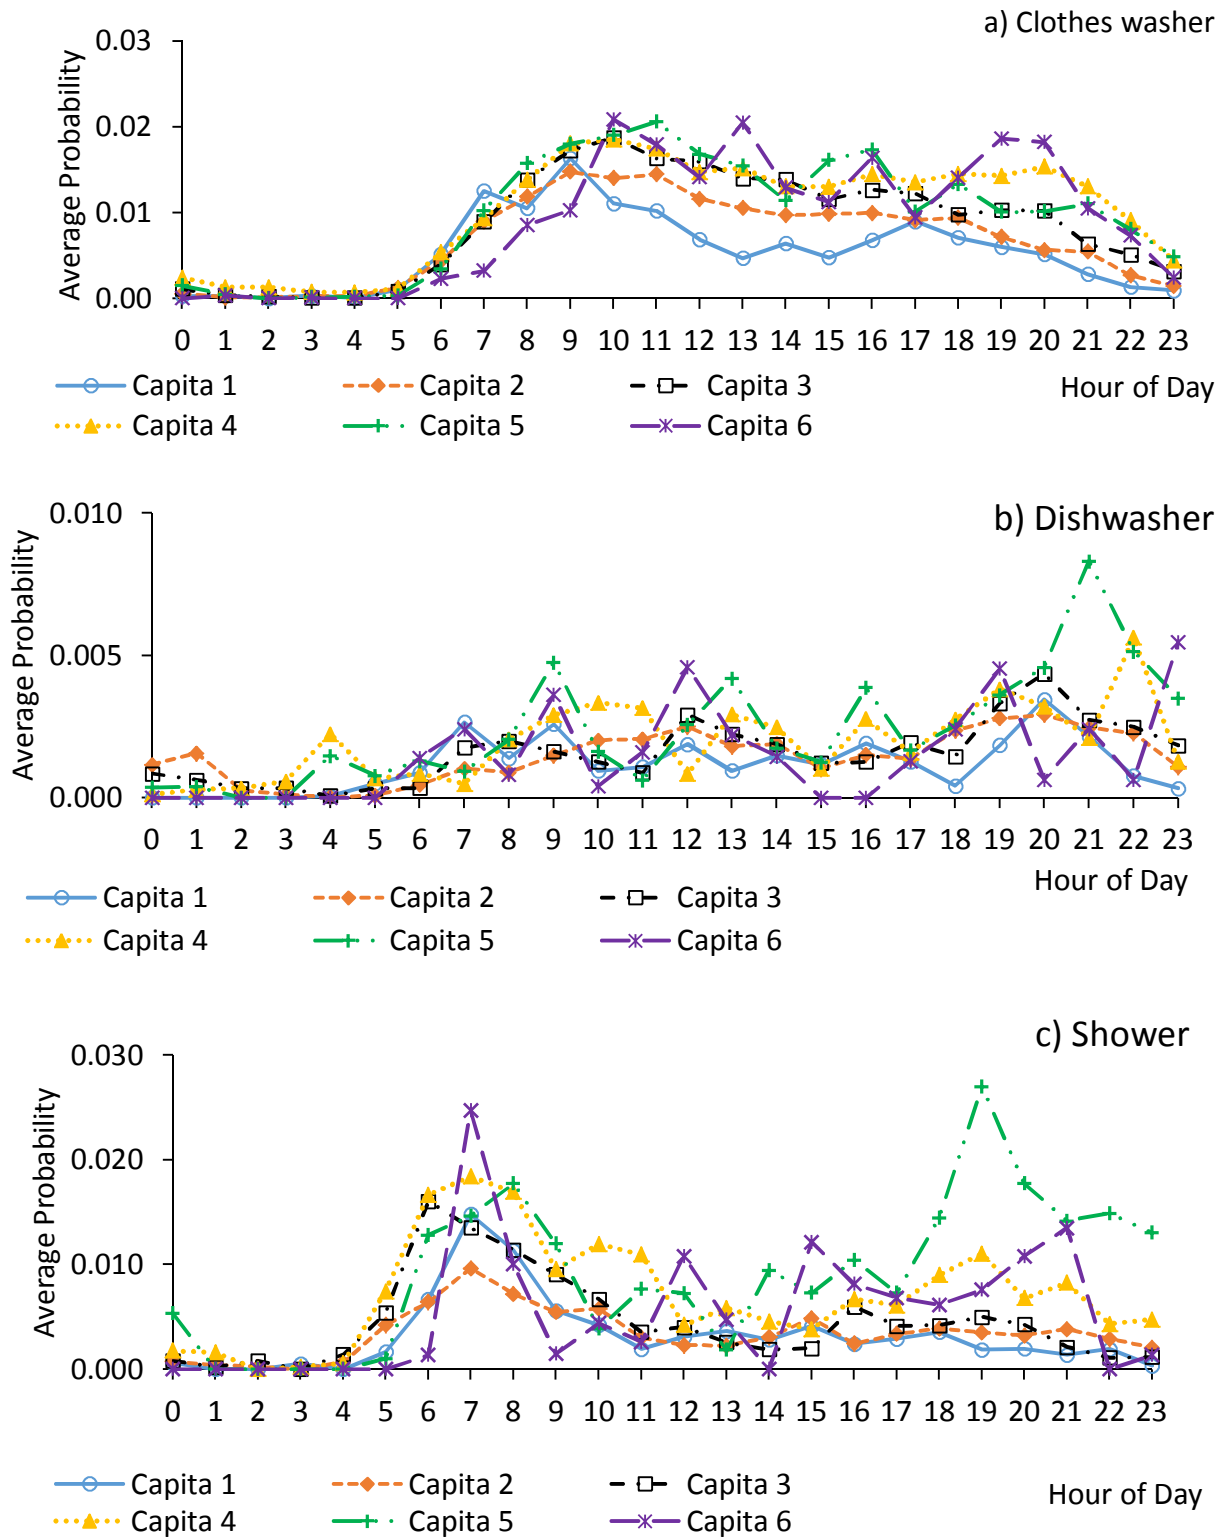 a) Clothes washer
Average Probability
0.03
0.02
0.01
0.00
0 1 2 3 4 5 6 7 8 9 10 11 12 13 14 15 16 17 18 19 20 21 22 23
Hour of Day
Capita 1 Capita 2 Capita 3
Capita 4 Capita 5 Capita 6
b) Dishwasher
Average Probability
0.010
0.005
0.000
0 1 2 3 4 5 6 7 8 9 10 11 12 13 14 15 16 17 18 19 20 21 22 23
Hour of Day
Capita 1 Capita 2 Capita 3
Capita 4 Capita 5 Capita 6
c) Shower
Average Probability
0.030
0.020
0.010
0.000
0 1 2 3 4 5 6 7 8 9 10 11 12 13 14 15 16 17 18 19 20 21 22 23
Capita 1 Capita 2 Capita 3
Hour of Day
Capita 4 Capita 5 Capita 6